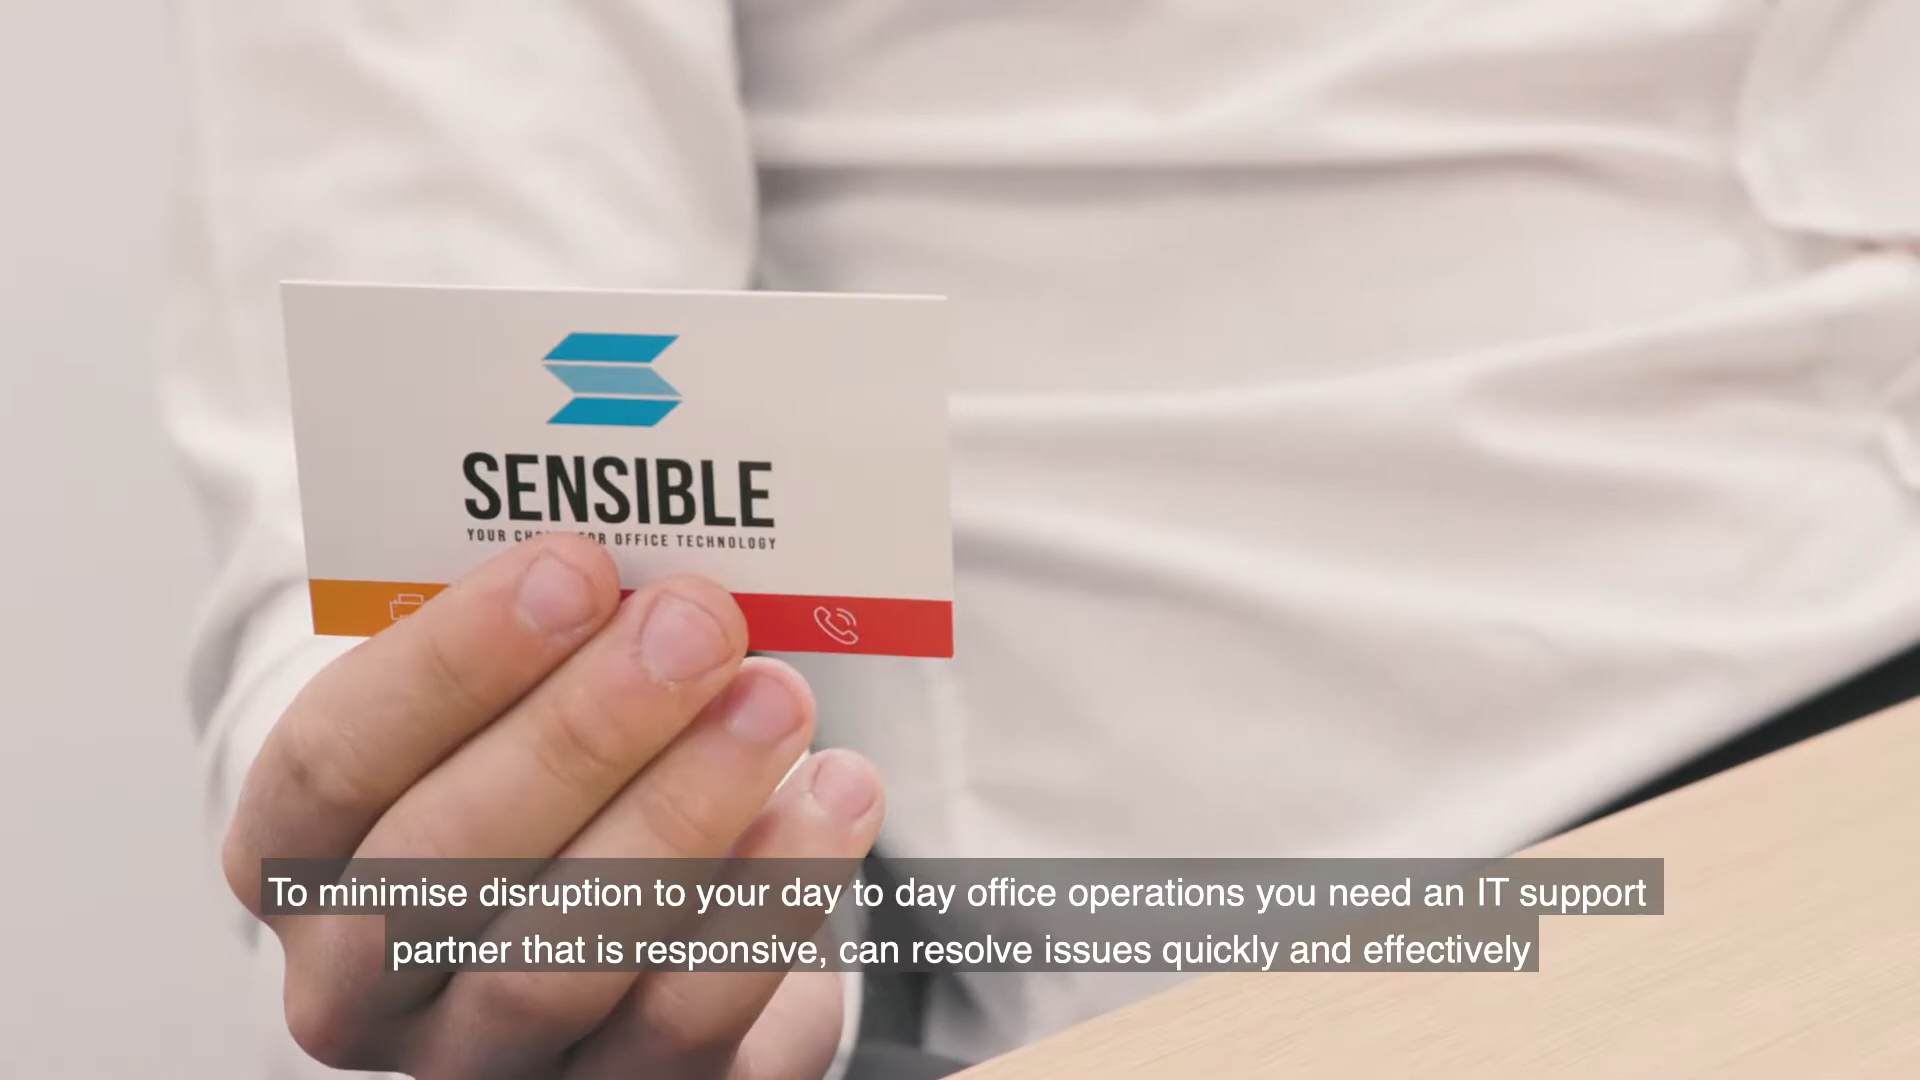 SENSIBLE
YOUR OFFICE TECHNOLOGY
To minimise disruption to your day to day office operations you need an IT support
partner that is responsive, can resolve issues quickly and effectively